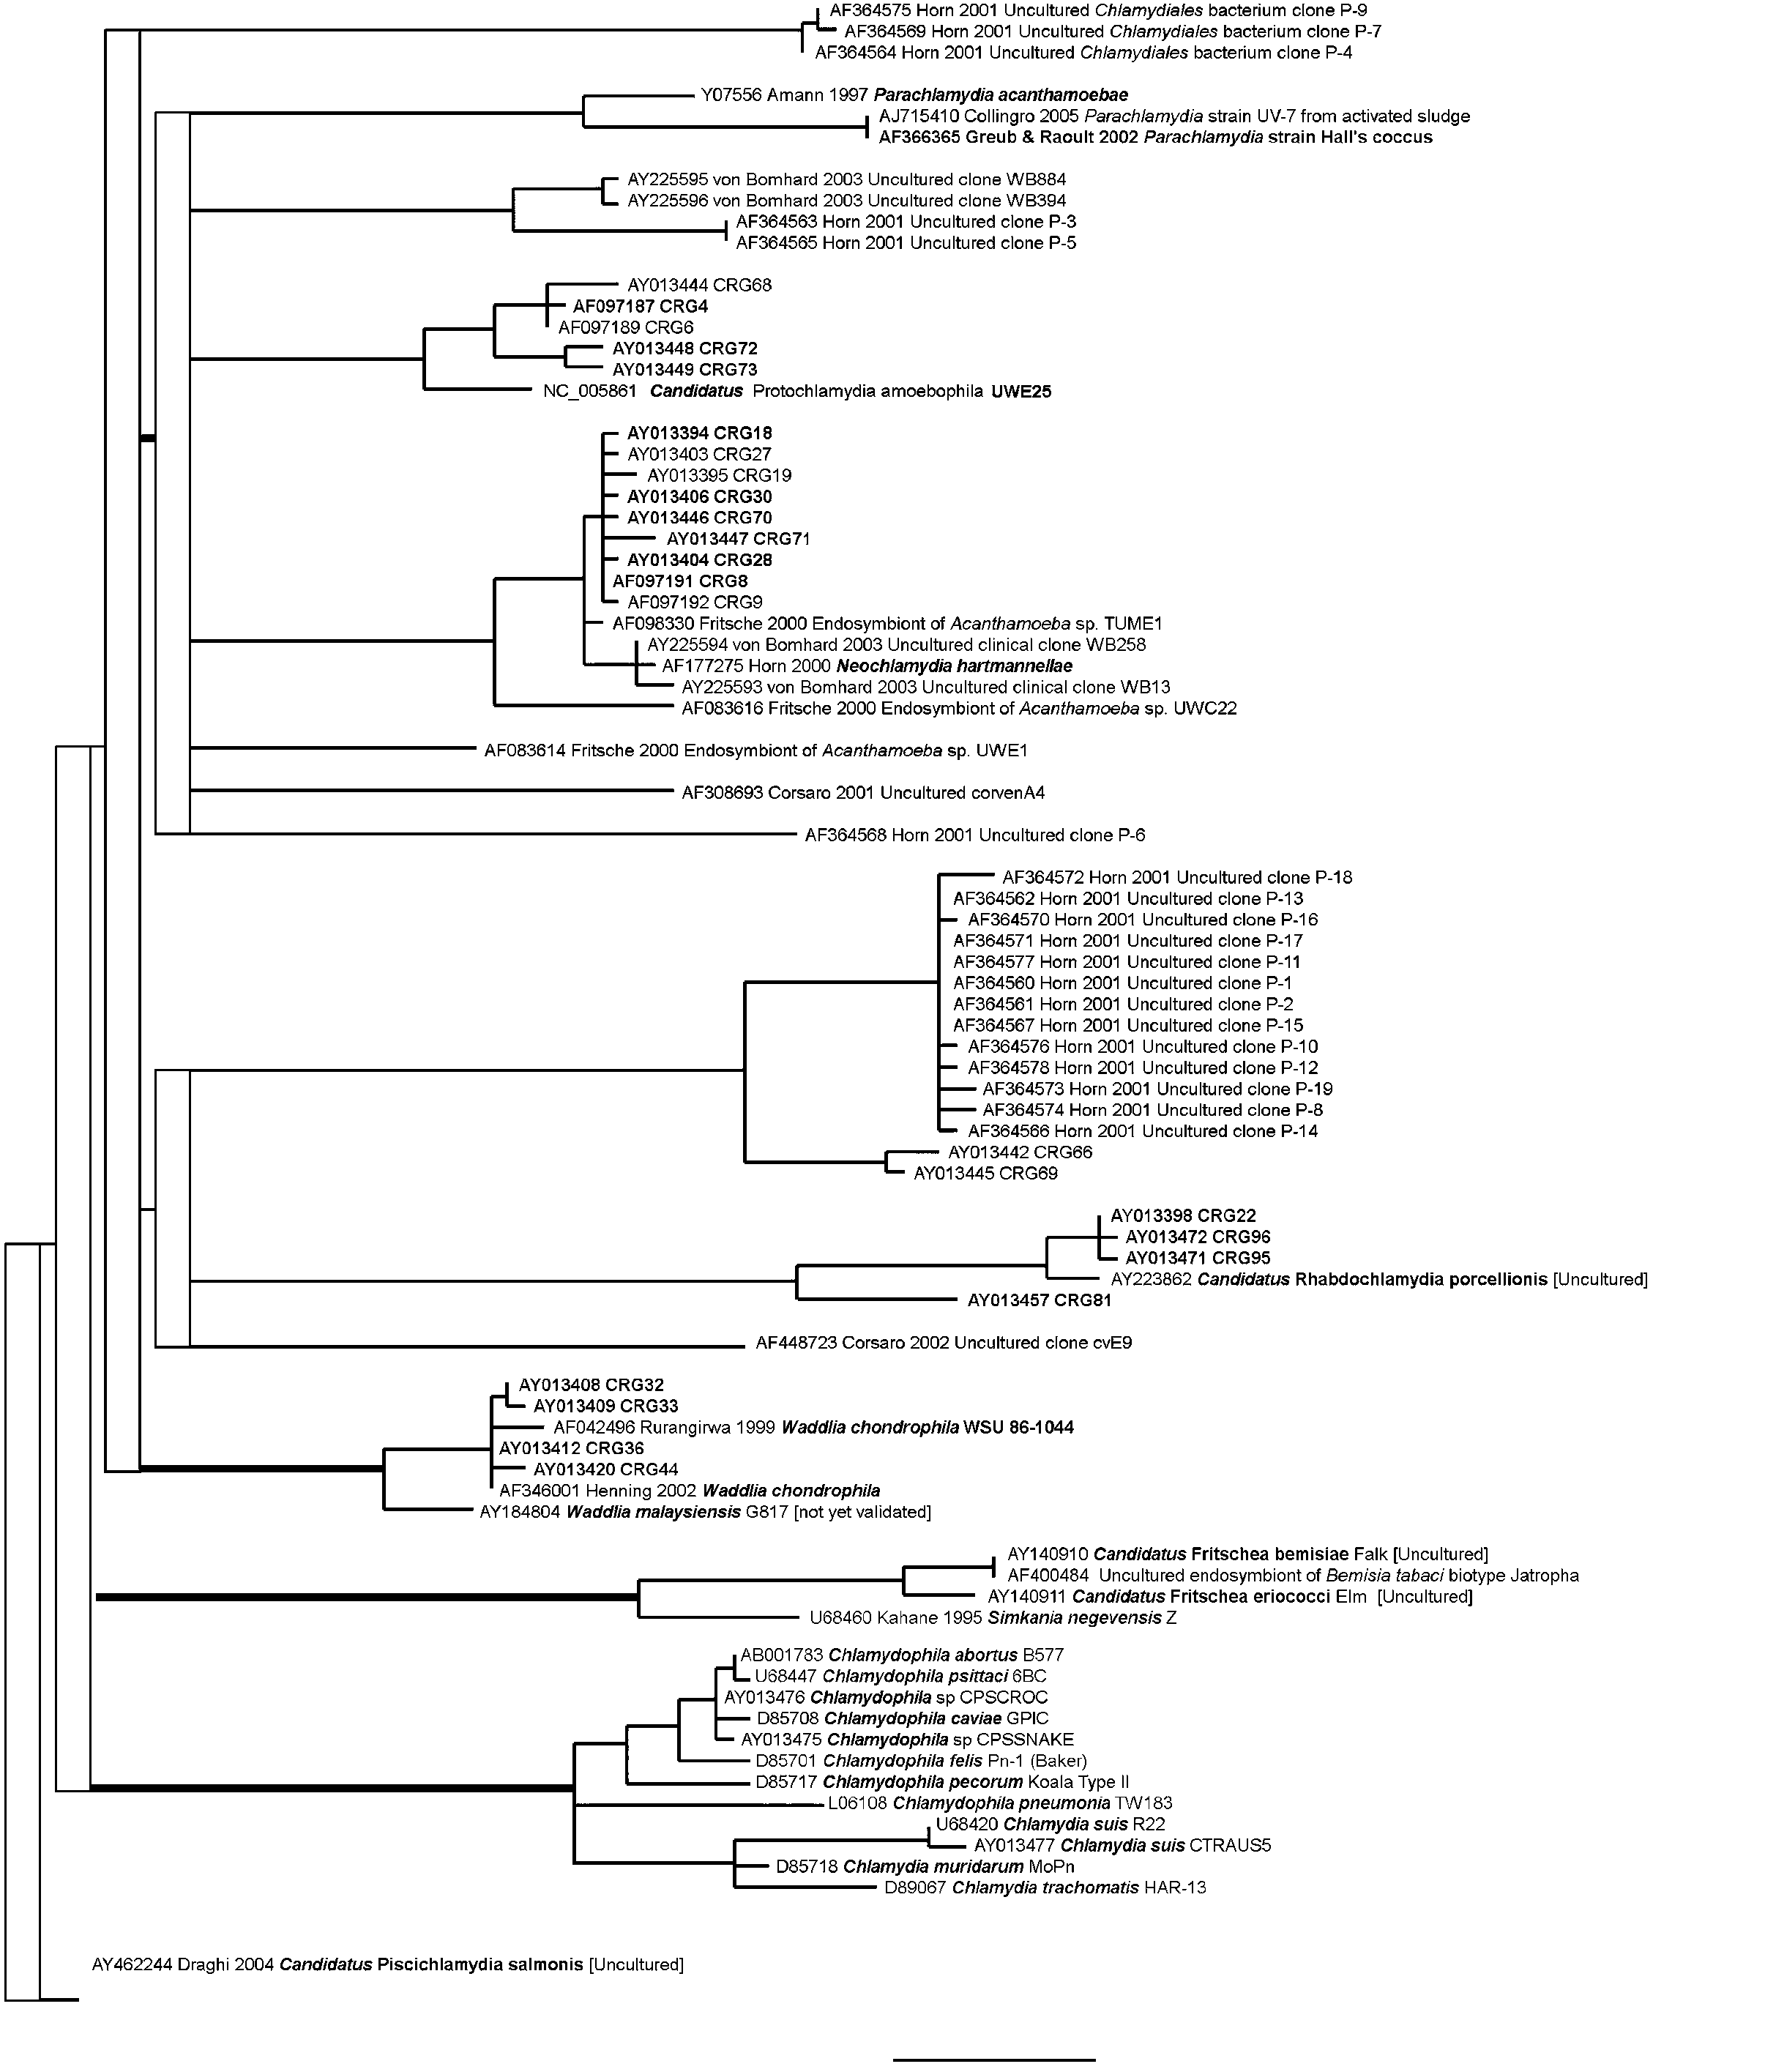 AF364575 Horn 2001 Uncultured Chlamydiales bacterium clone P-9
AF364569 Horn 2001 Uncultured Chlamydiales bacterium clone P-7
AF364564 Horn 2001 Uncultured Chlamydiales bacterium clone P-4
Y07556 Amann 1997 Parachlamydia acanthamoebae
AJ715410 Collingro 2005 Parachlamydia strain UV-7 from activated sludge
AF366365 Greub & Raoult 2002 Parachlamydia strain Hall's coccus
AY225595 von Bomhard 2003 Uncultured clone WB884
AY225596 von Bomhard 2003 Uncultured clone WB394
AF364563 Horn 2001 Uncultured clone P-3
AF364565 Horn 2001 Uncultured clone P-5
AY013444 CRG68
AF097187 CRG4
AF097189 CRG6
AY013448 CRG72
AY013449 CRG73
NC_005861 Candidatus Protochlamydia amoebophila UWE25
AY013394 CRG18
AY013403 CRG27
AY013395 CRG19
AY013406 CRG30
AY013446 CRG70
AY013447 CRG71
AY013404 CRG28
AF097191 CRG8
AF097192 CRG9
AF098330 Fritsche 2000 Endosymbiont of Acanthamoeba sp. TUME1
AY225594 von Bomhard 2003 Uncultured clinical clone WB258
AF177275 Horn 2000 Neochlamydia hartmannellae
AY225593 von Bomhard 2003 Uncultured clinical clone WB13
AF083616 Fritsche 2000 Endosymbiont of Acanthamoeba sp. UWC22
AF083614 Fritsche 2000 Endosymbiont of Acanthamoeba sp. UWE1
AF308693 Corsaro 2001 Uncultured corvenA4
AF364568 Horn 2001 Uncultured clone P-6
AF364572 Horn 2001 Uncultured clone P-18
AF364562 Horn 2001 Uncultured clone P-13
AF364570 Horn 2001 Uncultured clone P-16
AF364571 Horn 2001 Uncultured clone P-17
AF364577 Horn 2001 Uncultured clone P-11
AF364560 Horn 2001 Uncultured clone P-1
AF364561 Horn 2001 Uncultured clone P-2
AF364567 Horn 2001 Uncultured clone P-15
AF364576 Horn 2001 Uncultured clone P-10
AF364578 Horn 2001 Uncultured clone P-12
AF364573 Horn 2001 Uncultured clone P-19
AF364574 Horn 2001 Uncultured clone P-8
AF364566 Horn 2001 Uncultured clone P-14
AY013442 CRG66
AY013445 CRG69
AY013398 CRG22
AY013472 CRG96
AY013471 CRG95
AY223862 Candidatus Rhabdochlamydia porcellionis [Uncultured]
AY013457 CRG81
AF448723 Corsaro 2002 Uncultured clone cvE9
AY013408 CRG32
AY013409 CRG33
AF042496 Rurangirwa 1999 Waddlia chondrophila WSU 86-1044
AY013412 CRG36
AY013420 CRG44
AF346001 Henning 2002 Waddlia chondrophila
AY184804 Waddlia malaysiensis G817 [not yet validated]
AY140910 Candidatus Fritschea bemisiae Falk [Uncultured]
AF400484 Uncultured endosymbiont of Bemisia tabaci biotype Jatropha
AY140911 Candidatus Fritschea eriococci Elm [Uncultured]
U68460 Kahane 1995 Simkania negevensis Z
AB001783 Chlamydophila abortus B577
U68447 Chlamydophila psittaci 6BC
AY013476 Chlamydophila sp CPSCROC
D85708 Chlamydophila caviae GPIC
AY013475 Chlamydophila sp CPSSNAKE
D85701 Chlamydophila felis Pn-1 (Baker)
D85717 Chlamydophila pecorum Koala Type II
L06108 Chlamydophila pneumonia TW183
U68420 Chlamydia suis R22
AY013477 Chlamydia suis CTRAUS5
D85718 Chlamydia muridarum MoPn
D89067 Chlamydia trachomatis HAR-13
AY462244 Draghi 2004 Candidatus Piscichlamydia salmonis [Uncultured]